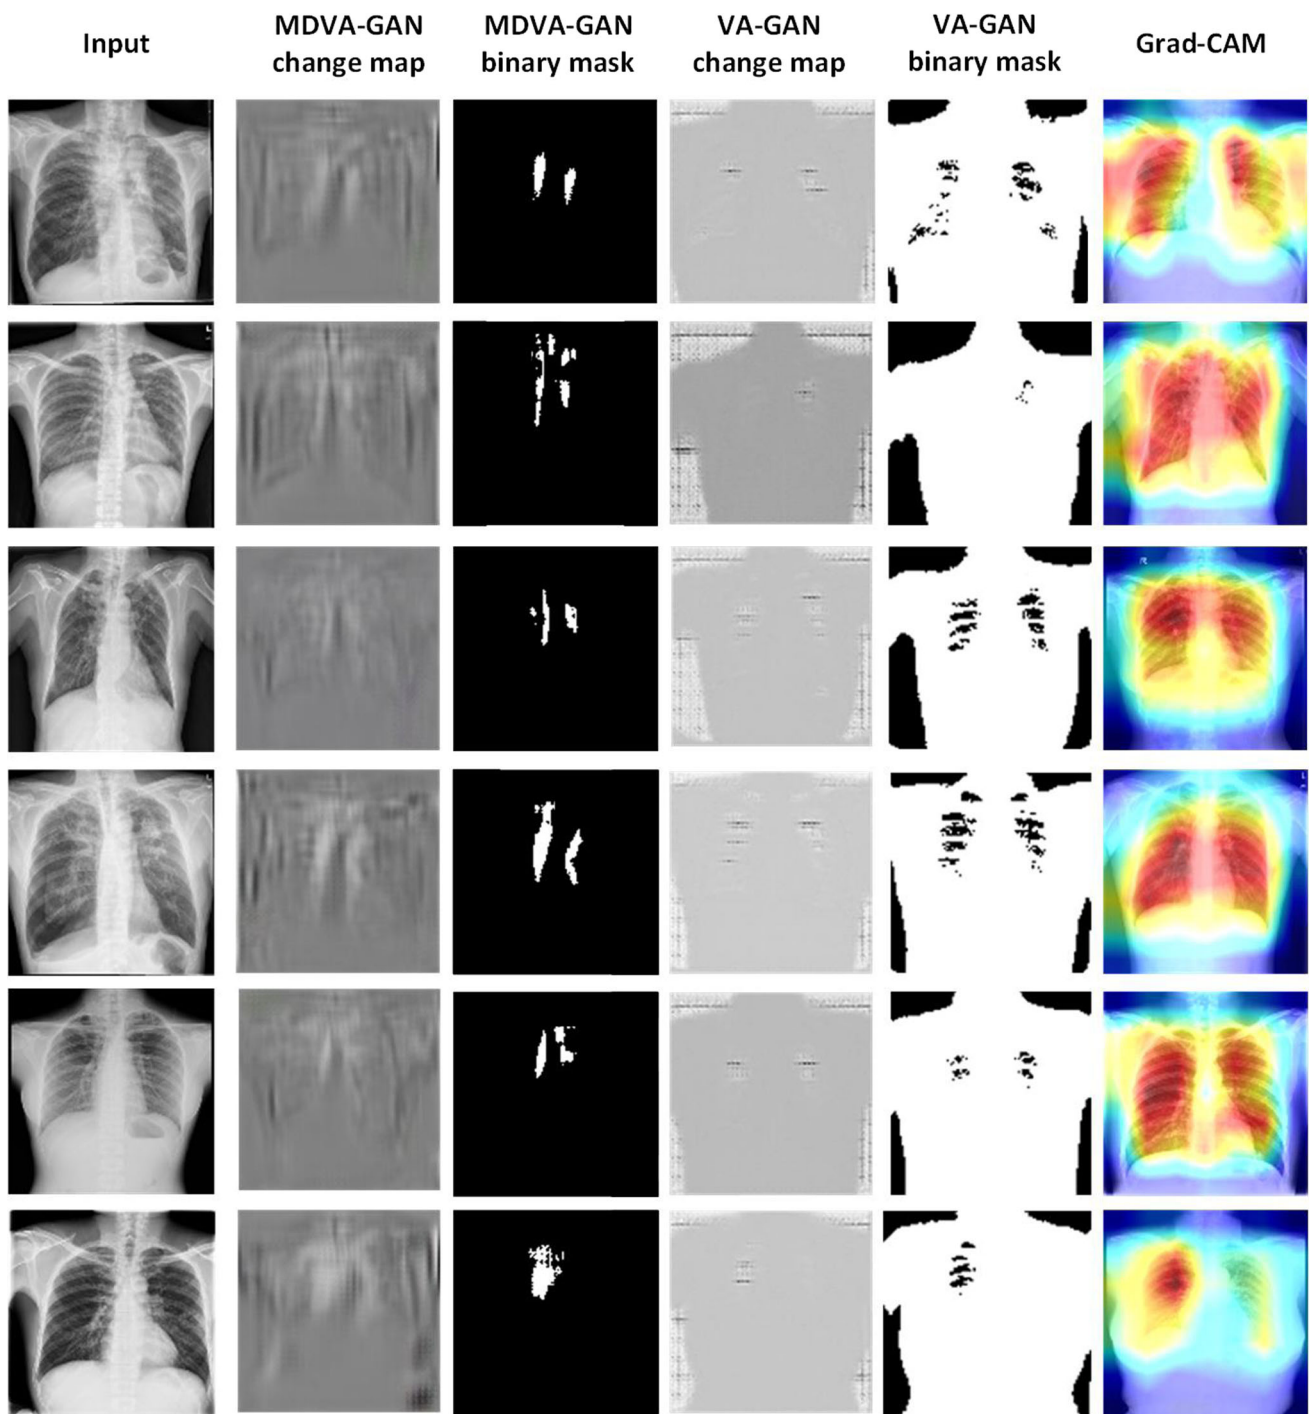 Input
MDVA-GAN
change map
MDVA-GAN
binary mask
VA-GAN
change map
VA-GAN
binary mask
Grad-CAM
L
R
L